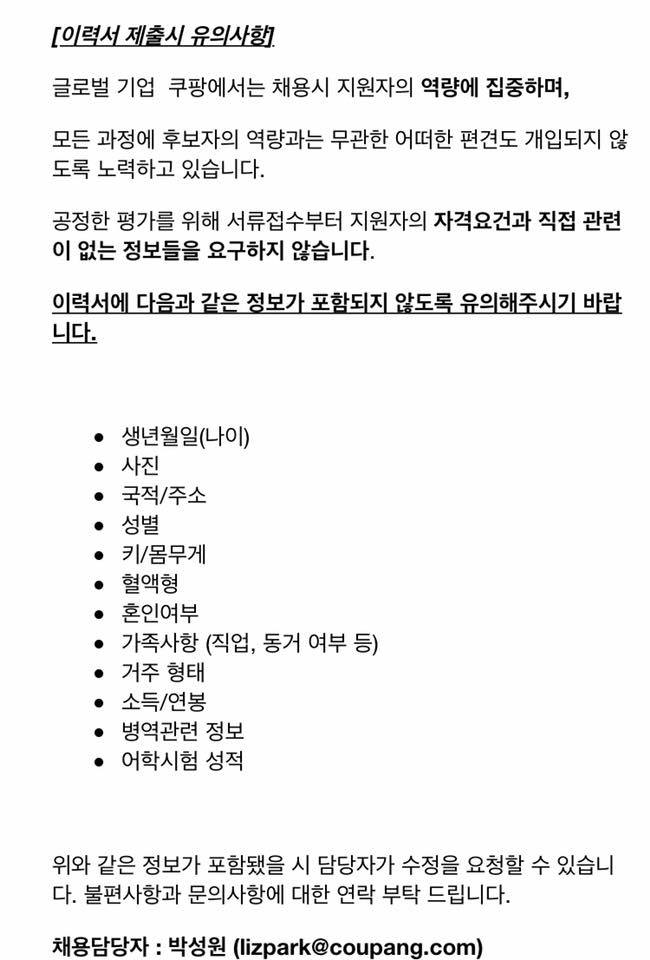 [이력서 제출시 유의사항]
글로벌 기업  쿠팡에서는 채용시 지원자의 역량에 집중하며,
모든 과정에 후보자의 역량과는 무관한 어떠한 편견도 개입되지 않
도록 노력하고 있습니다.
공정한 평가를 위해 서류접수부터 지원자의 자격요건과 직접 관련
이 없는 정보들을 요구하지 않습니다.
이력서에 다음과 같은 정보가 포함되지 않도록 유의해주시기 바랍
니다.
• 생년월일(나이)
• 사진
• 국적/주소
• 성별
• 키/몸무게
• 혈액형
• 혼인여부
• 가족사항 (직업, 동거 여부 등)
• 거주 형태
• 소득/연봉
• 병역관련 정보
• 어학시험 성적
위와 같은 정보가 포함됐을 시 담당자가 수정을 요청할 수 있습니
다. 불편사항과 문의사항에 대한 연락 부탁 드립니다.
채용담당자 : 박성원 (lizpark@coupang.com)